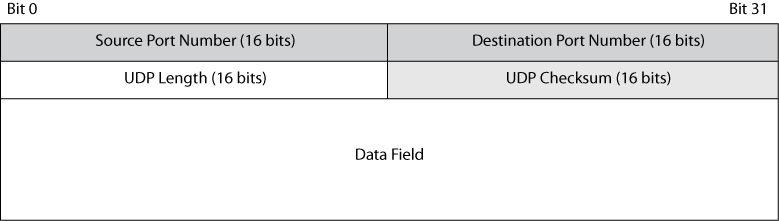 Bit 0 Bit 31
Source Port Number (16 bits) Destination Port Number (16 bits)
UDP Length (16 bits) UDP Checksum (16 bits)
Data Field